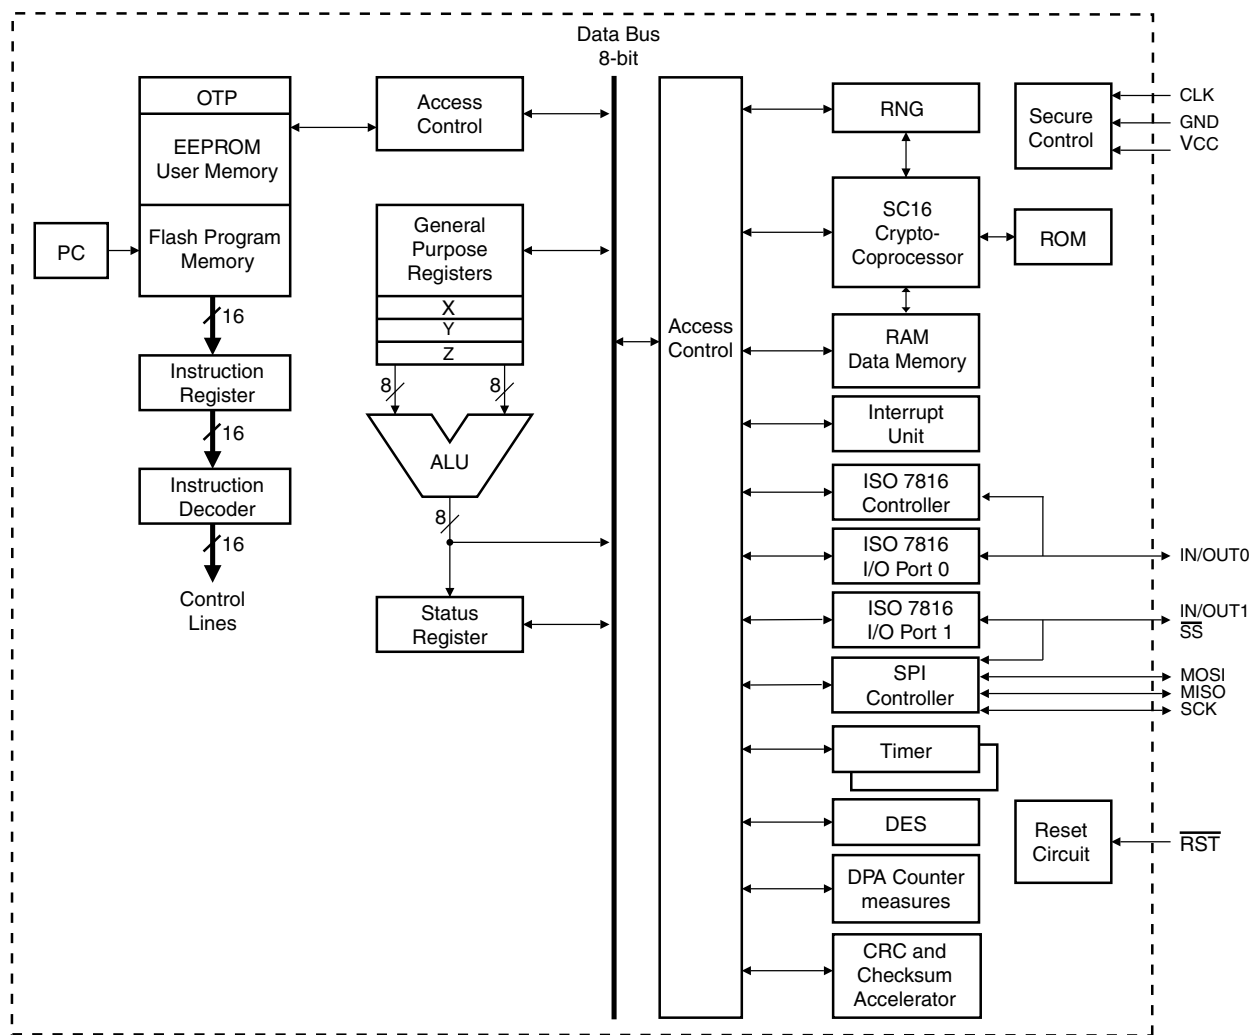 Data Bus
8-bit
OTP
EEPROM
User Memory
Flash Program
Memory
PC
16
Instruction
Register
16
Instruction
Decoder
16
Control
Lines
Access
Control
General
Purpose
Registers
X
Y
Z
8
8
ALU
8
Status
Register
Access
Control
RNG
SC16
Crypto-
Coprocessor
ROM
RAM
Data Memory
Interrupt
Unit
ISO 7816
Controller
ISO 7816
I/O Port 0
ISO 7816
I/O Port 1
SPI
Controller
Timer
DES
DPA Counter
measures
CRC and
Checksum
Accelerator
Secure
Control
CLK
GND
VCC
IN/OUT0
IN/OUT1
S̅S̅
MOSI
MISO
SCK
Reset
Circuit
R̅S̅T̅